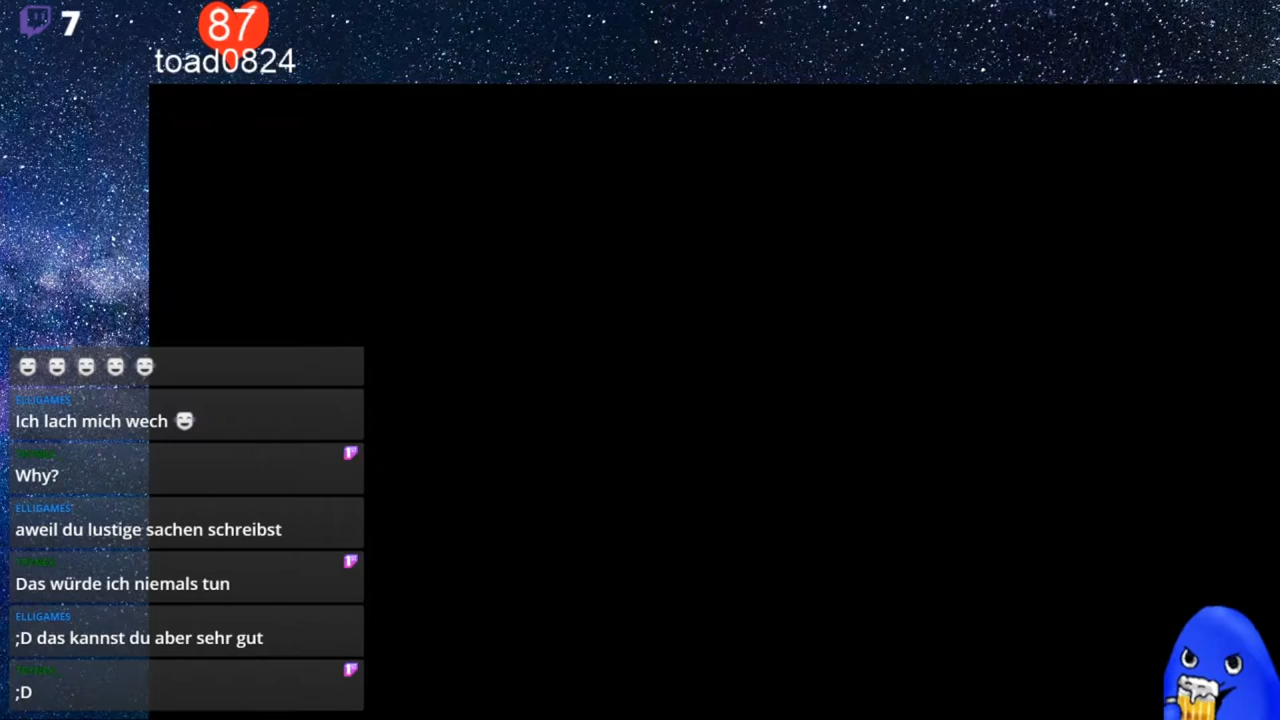 7
87
toad0824
ELLIGAMES
Ich lach mich wech
Why?
ELLIGAMES
aweil du lustige sachen schreibst
Das würde ich niemals tun
ELLIGAMES
;D das kannst du aber sehr gut
;D